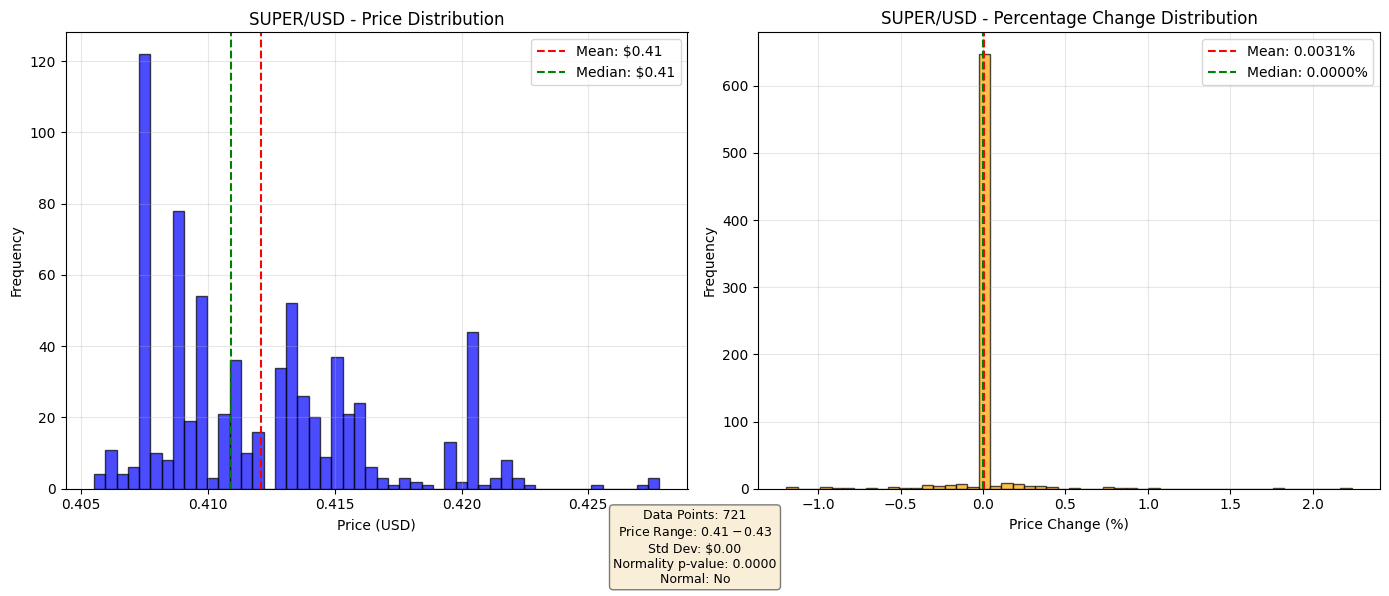 SUPER/USD - Price Distribution
Mean: $0.41
Median: $0.41
120
100
80
60
40
20
0
Frequency
0.405
0.410
0.415
0.420
0.425
Price (USD)
SUPER/USD - Percentage Change Distribution
Mean: 0.0031%
Median: 0.0000%
600
500
400
300
200
100
0
Frequency
−1.0
−0.5
0.0
0.5
1.0
1.5
2.0
Price Change (%)
Data Points: 721
Price Range: 0.41 − 0.43
Std Dev: $0.00
Normality p-value: 0.0000
Normal: No